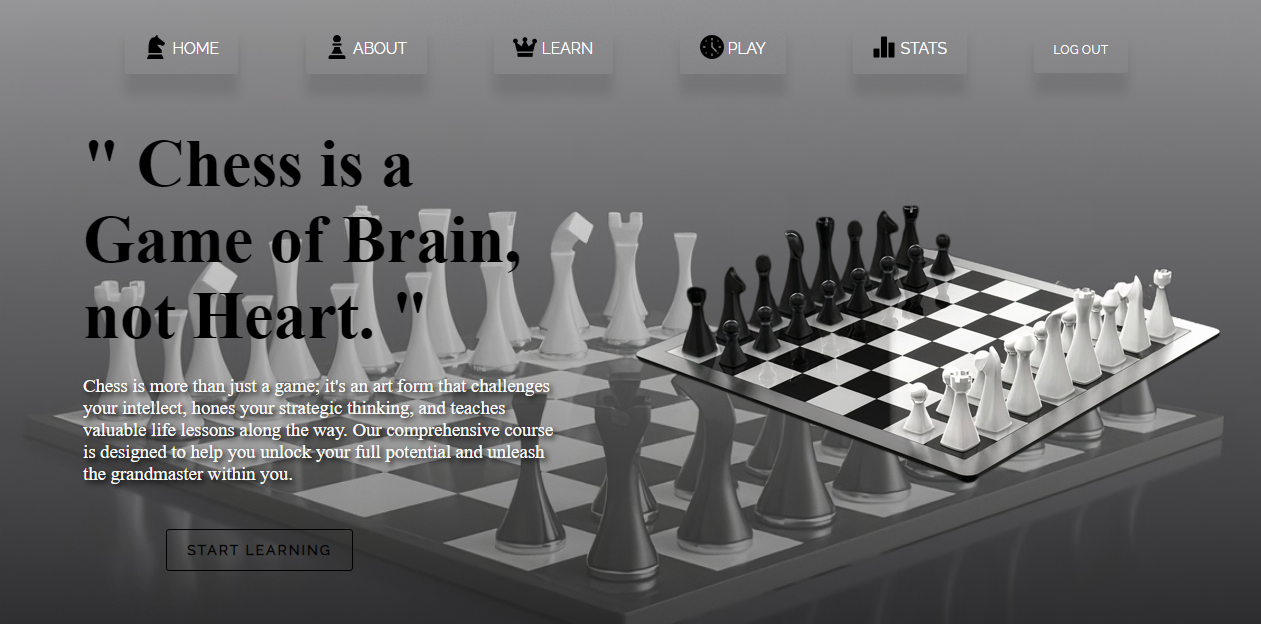 HOME
ABOUT
LEARN
PLAY
STATS
LOG OUT
" Chess is a
Game of Brain,
not Heart. "
Chess is more than just a game; it's an art form that challenges
your intellect, hones your strategic thinking, and teaches
valuable life lessons along the way. Our comprehensive course
is designed to help you unlock your full potential and unleash
the grandmaster within you.
START LEARNING